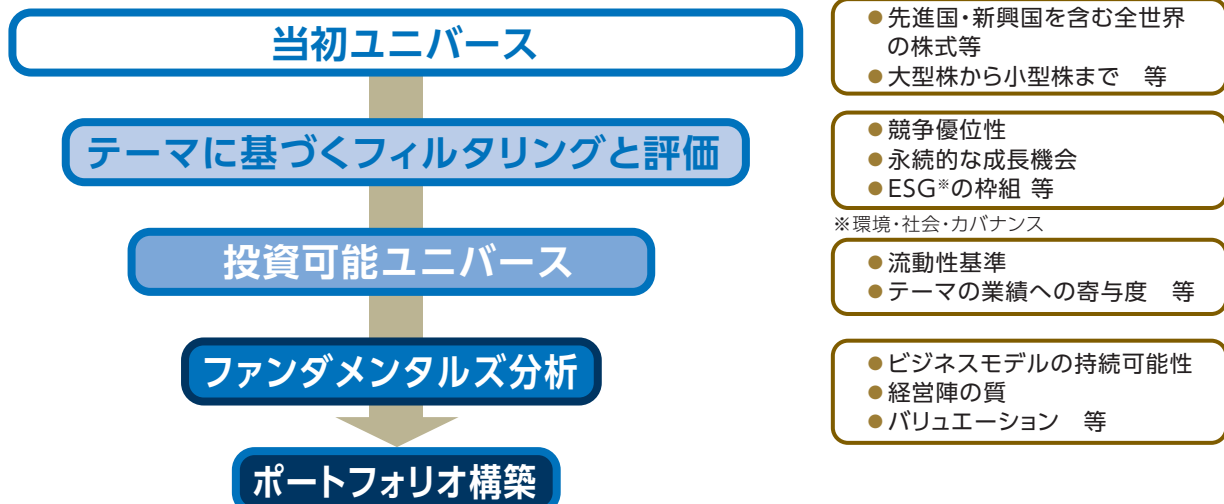 当初ユニバース
●先進国・新興国を含む全世界
の株式等
●大型株から小型株まで 等
テーマに基づくフィルタリングと評価
●競争優位性
●永続的な成長機会
●ESG※の枠組 等
※環境・社会・カバナンス
投資可能ユニバース
●流動性基準
●テーマの業績への寄与度 等
ファンダメンタルズ分析
●ビジネスモデルの持続可能性
●経営陣の質
●バリュエーション 等
ポートフォリオ構築